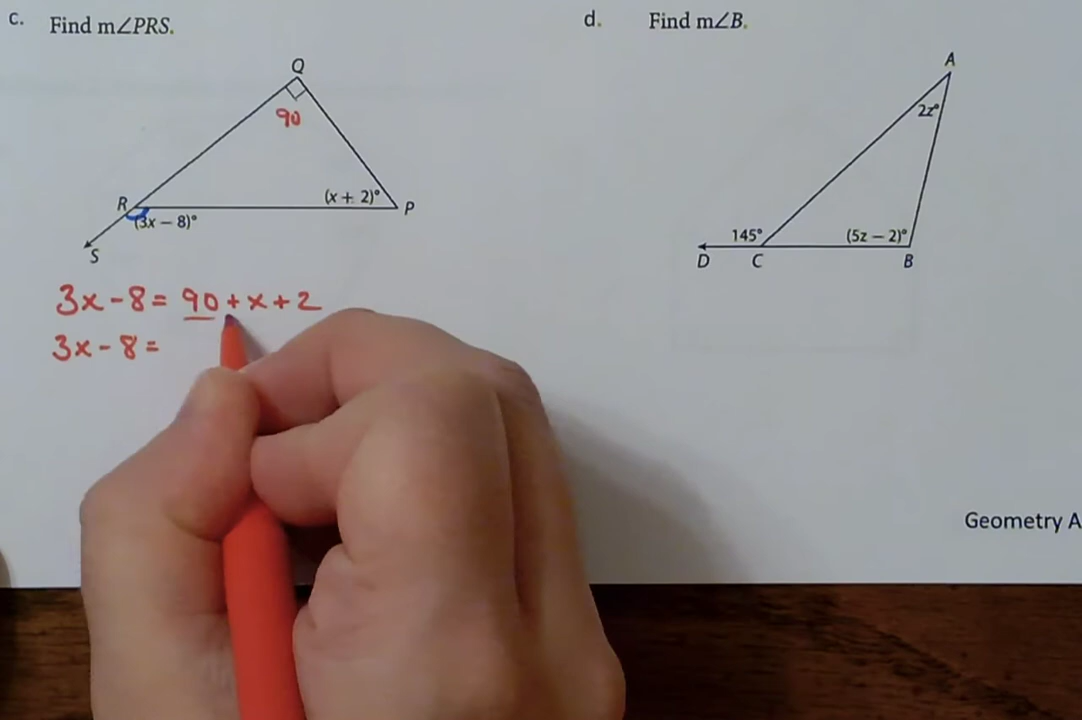 c. Find m∠PRS.
Q
90
R
(3x – 8)°
(x + 2)°
P
S
3x - 8 = 90 + x + 2
3x - 8 =
d. Find m∠B.
A
2z°
145°
(5z – 2)°
D
C
B
Geometry A